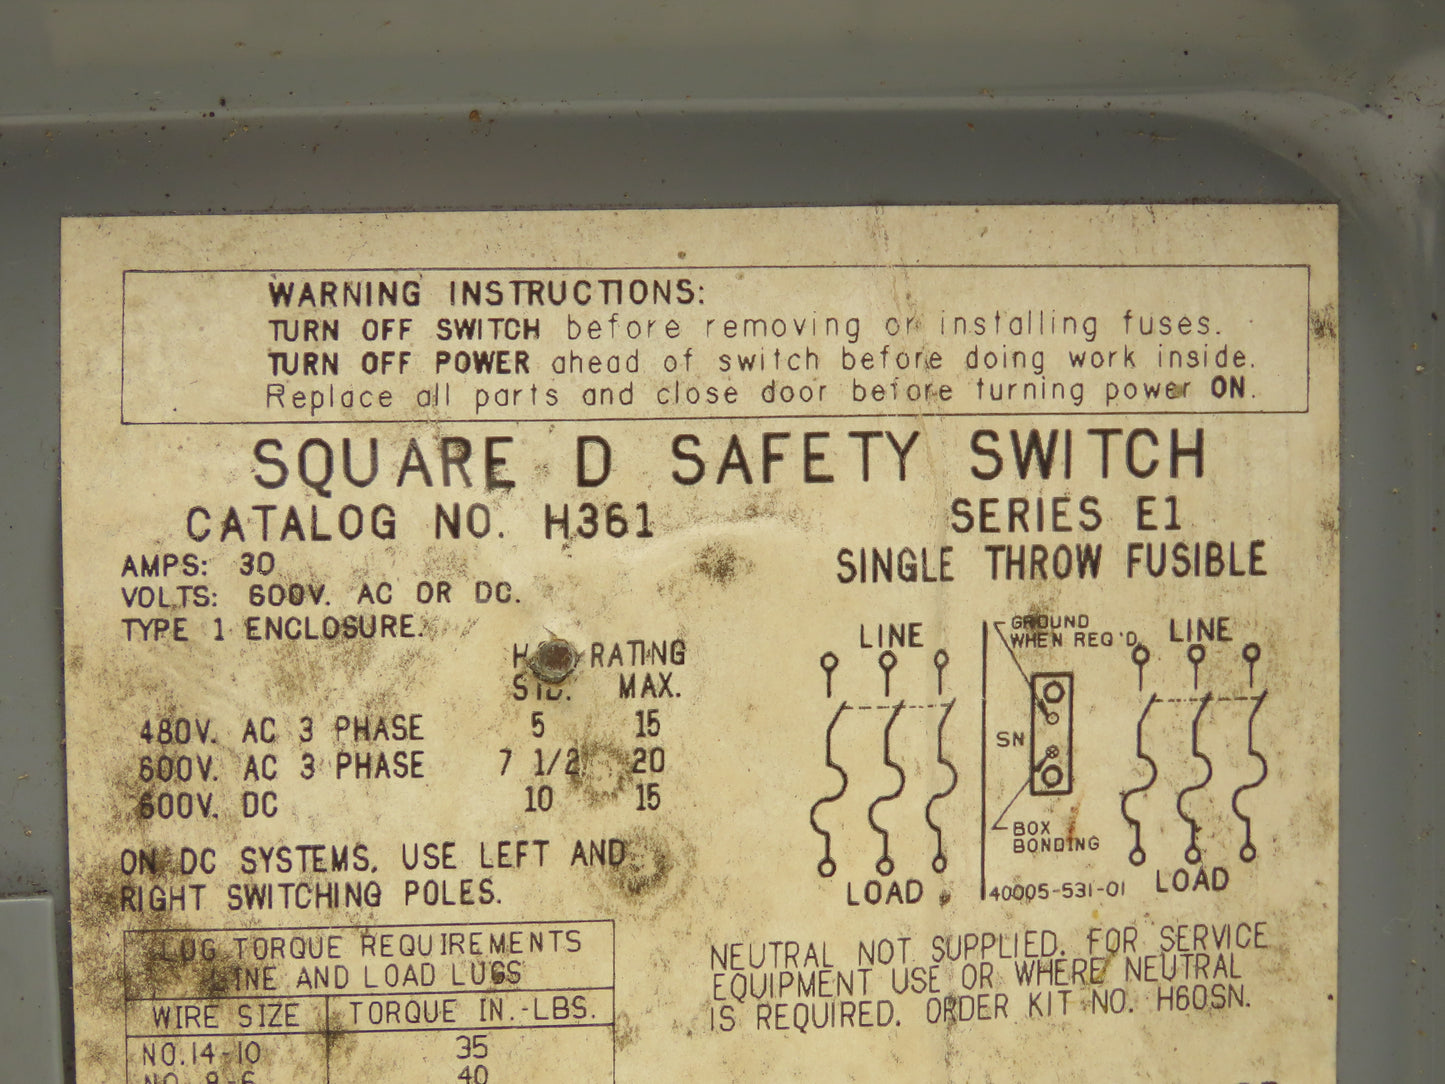 WARNING INSTRUCTIONS:
TURN OFF SWITCH before removing or installing fuses.
TURN OFF POWER ahead of switch before doing work inside.
Replace all parts and close door before turning power ON.
SQUARE D SAFETY SWITCH
CATALOG NO. H361
SERIES E1
SINGLE THROW FUSIBLE
AMPS: 30
VOLTS: 600V. AC OR DC.
TYPE 1 ENCLOSURE.
RATING
STD. MAX.
480V. AC 3 PHASE 5 15
600V. AC 3 PHASE 7 1/2 20
600V. DC 10 15
ON DC SYSTEMS, USE LEFT AND
RIGHT SWITCHING POLES.
LINE
LOAD
GROUND
WHEN REQ'D
SN
BOX
BONDING
40005-531-01
LINE
LOAD
LUG TORQUE REQUIREMENTS
LINE AND LOAD LUGS
WIRE SIZE TORQUE IN.-LBS.
NO.14-10 35
NO. 8-6 40
NEUTRAL NOT SUPPLIED. FOR SERVICE
EQUIPMENT USE OR WHERE NEUTRAL
IS REQUIRED. ORDER KIT NO. H60SN.